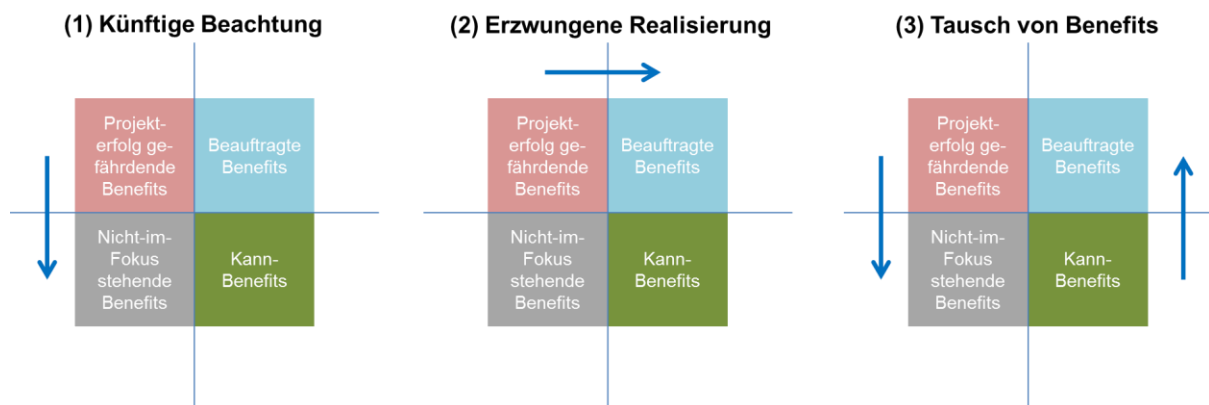 (1) Künftige Beachtung
Projekt-
erfolg ge-
fährdende
Benefits
Beauftragte
Benefits
Nicht-im-
Fokus
stehende
Benefits
Kann-
Benefits
(2) Erzwungene Realisierung
Projekt-
erfolg ge-
fährdende
Benefits
Beauftragte
Benefits
Nicht-im-
Fokus
stehende
Benefits
Kann-
Benefits
(3) Tausch von Benefits
Projekt-
erfolg ge-
fährdende
Benefits
Beauftragte
Benefits
Nicht-im-
Fokus
stehende
Benefits
Kann-
Benefits